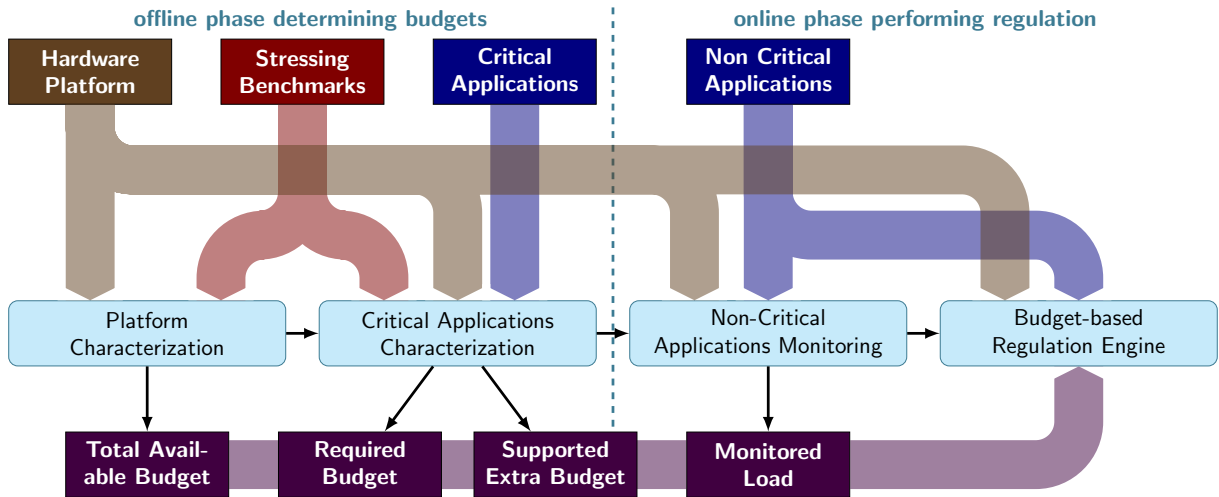 offline phase determining budgets
online phase performing regulation
Hardware
Platform
Stressing
Benchmarks
Critical
Applications
Non Critical
Applications
Platform
Characterization
Critical Applications
Characterization
Non-Critical
Applications Monitoring
Budget-based
Regulation Engine
Total Avail-
able Budget
Required
Budget
Supported
Extra Budget
Monitored
Load